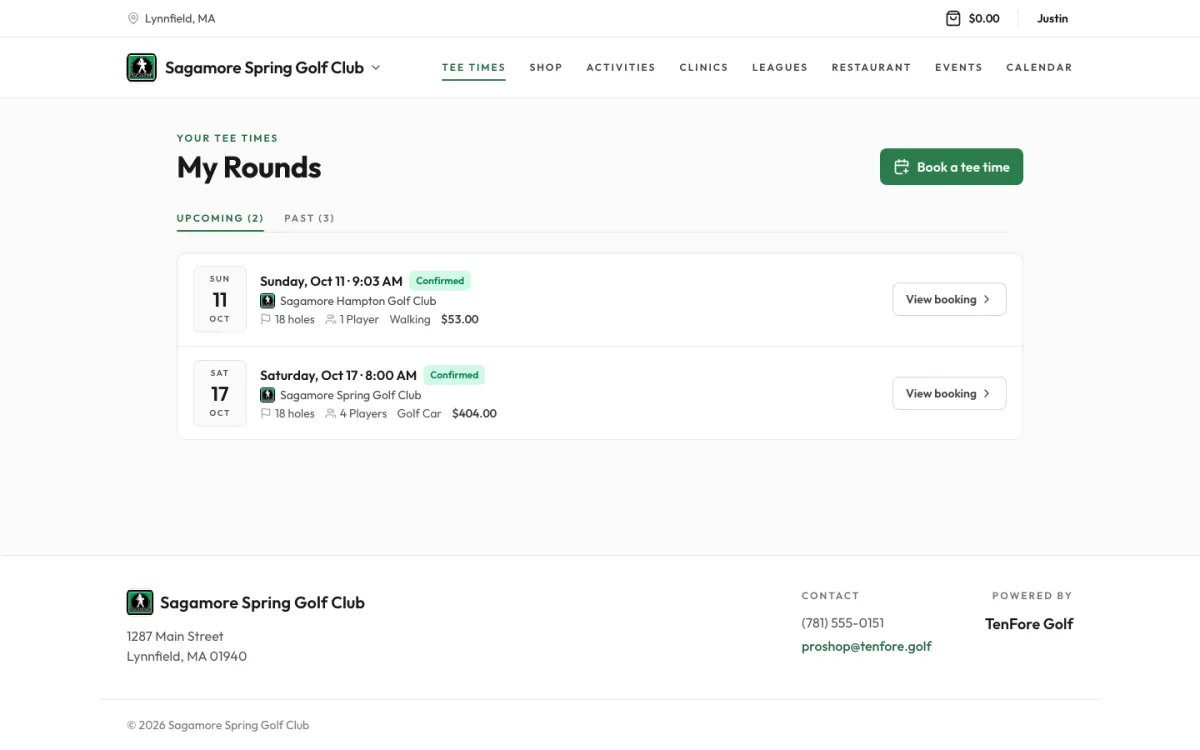 Lynnfield, MA
$0.00
Justin
Sagamore Spring Golf Club
TEE TIMES
SHOP
ACTIVITIES
CLINICS
LEAGUES
RESTAURANT
EVENTS
CALENDAR
YOUR TEE TIMES
My Rounds
Book a tee time
UPCOMING (2)
PAST (3)
SUN
11
OCT
Sunday, Oct 11 · 9:03 AM
Confirmed
Sagamore Hampton Golf Club
18 holes 1 Player Walking $53.00
View booking
SAT
17
OCT
Saturday, Oct 17 · 8:00 AM
Confirmed
Sagamore Spring Golf Club
18 holes 4 Players Golf Car $404.00
View booking
Sagamore Spring Golf Club
1287 Main Street
Lynnfield, MA 01940
CONTACT
(781) 555-0151
proshop@tenfore.golf
POWERED BY
TenFore Golf
© 2026 Sagamore Spring Golf Club